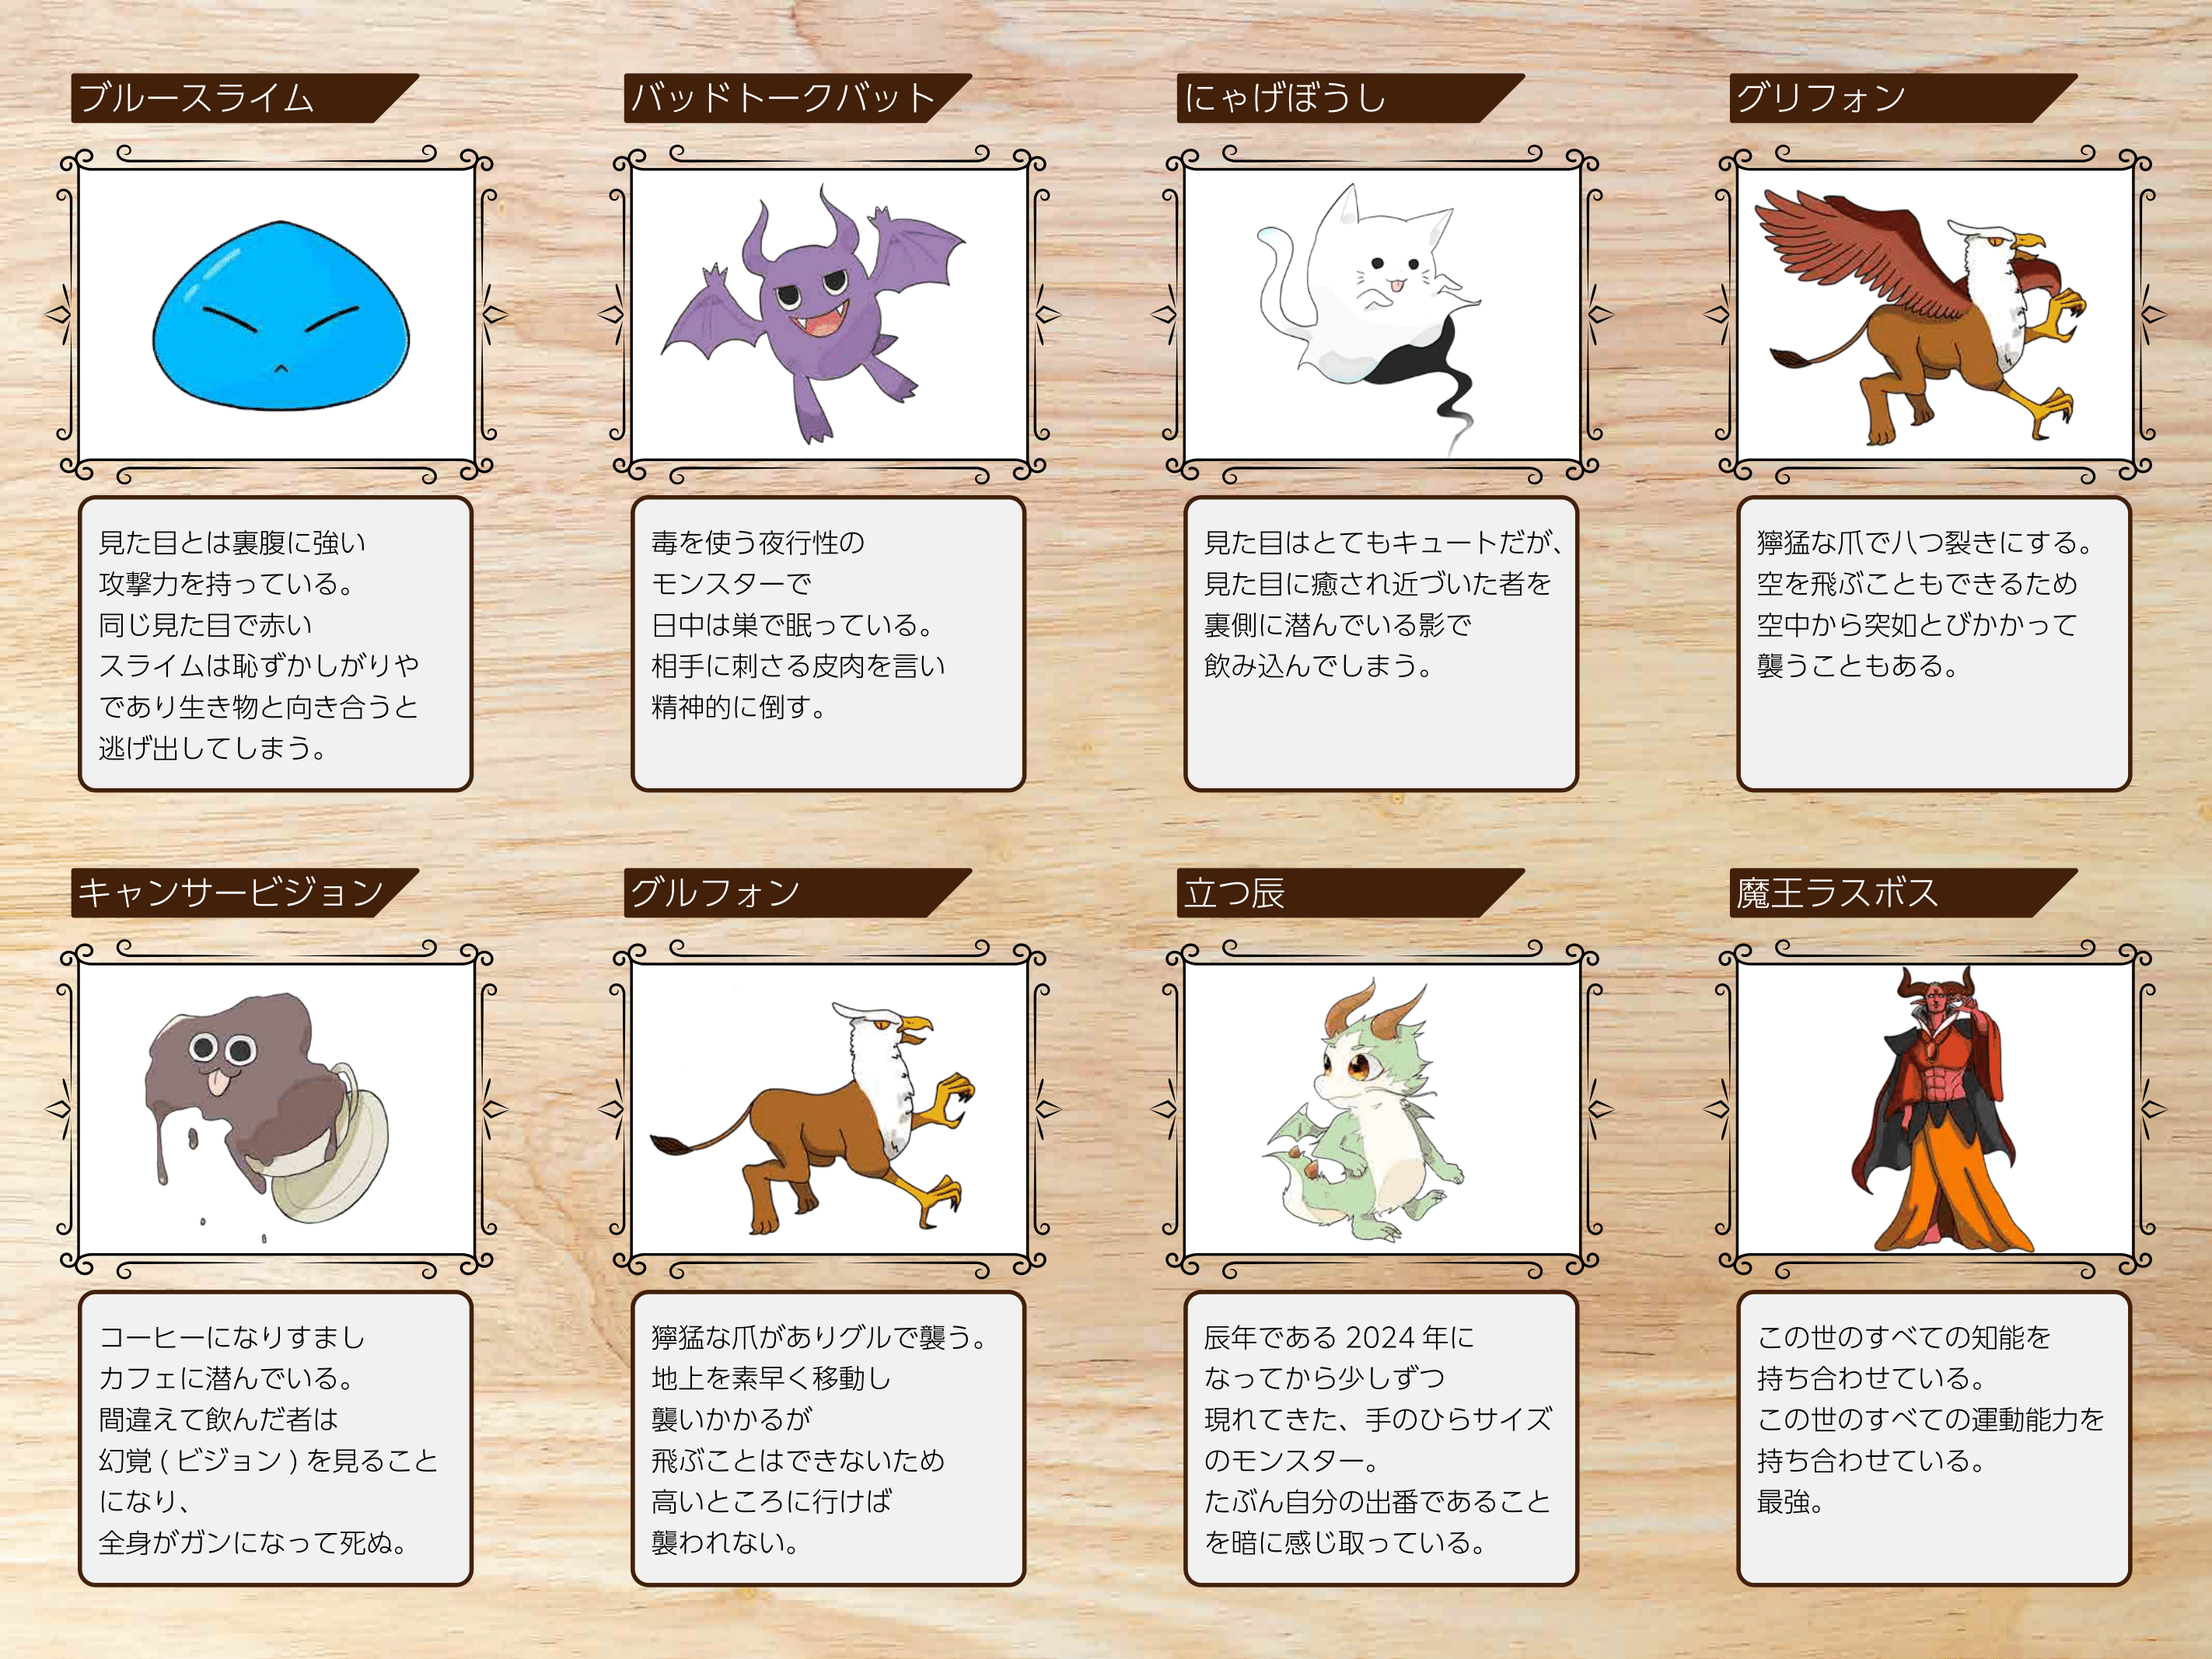 ブルースライム
見た目とは裏腹に強い
攻撃力を持っている。
同じ見た目で赤い
スライムは恥ずかしがりや
であり生き物と向き合うと
逃げ出してしまう。
バッドトークバット
毒を使う夜行性の
モンスターで
日中は巣で眠っている。
相手に刺さる皮肉を言い
精神的に倒す。
にゃげぼうし
見た目はとてもキュートだが、
見た目に癒され近づいた者を
裏側に潜んでいる影で
飲み込んでしまう。
グリフォン
獰猛な爪で八つ裂きにする。
空を飛ぶこともできるため
空中から突如とびかかって
襲うこともある。
キャンサービジョン
コーヒーになりすまし
カフェに潜んでいる。
間違えて飲んだ者は
幻覚(ビジョン)を見ること
になり、
全身がガンになって死ぬ。
グルフォン
獰猛な爪がありグルで襲う。
地上を素早く移動し
襲いかかるが
飛ぶことはできないため
高いところに行けば
襲われない。
立つ辰
辰年である 2024 年に
なってから少しずつ
現れてきた、手のひらサイズ
のモンスター。
たぶん自分の出番であること
を暗に感じ取っている。
魔王ラスボス
この世のすべての知能を
持ち合わせている。
この世のすべての運動能力を
持ち合わせている。
最強。